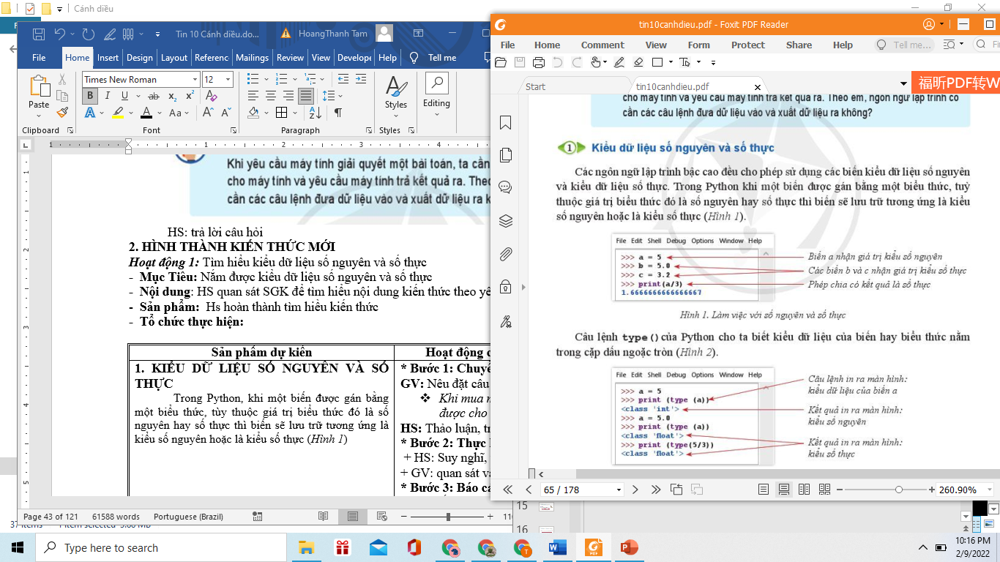 Cánh diều
Tin 10 Cánh diều.do...
HoangThanh Tam
File Home Insert Design Layout Referenc Mailings Review View Develope Help Tell me
Paste
Times New Roman
12
Styles
Editing
Clipboard
Font
Paragraph
Styles
Khi yêu cầu máy tính giải quyết một bài toán, ta cần
cho máy tính và yêu cầu máy tính trả kết quả ra. Theo
cần các câu lệnh đưa dữ liệu vào và xuất dữ liệu ra k
HS: trả lời câu hỏi
2. HÌNH THÀNH KIẾN THỨC MỚI
Hoạt động 1: Tìm hiểu kiểu dữ liệu số nguyên và số thực
- Mục Tiêu: Nắm được kiểu dữ liệu số nguyên và số thực
- Nội dung: HS quan sát SGK để tìm hiểu nội dung kiến thức theo yê
- Sản phẩm: Hs hoàn thành tìm hiểu kiến thức
- Tổ chức thực hiện:
Sản phẩm dự kiến
1. KIỂU DỮ LIỆU SỐ NGUYÊN VÀ SỐ
THỰC
Trong Python, khi một biến được gán bằng
một biểu thức, tùy thuộc giá trị biểu thức đó là số
nguyên hay số thực thì biến sẽ lưu trữ tương ứng là
kiểu số nguyên hoặc là kiểu số thực (Hình 1)
Hoạt động c
* Bước 1: Chuyể
GV: Nêu đặt câu
❖ Khi mua n
được cho
HS: Thảo luận, tr
* Bước 2: Thực h
+ HS: Suy nghĩ,
+ GV: quan sát và
* Bước 3: Báo cá
Page 43 of 121 61588 words Portuguese (Brazil)
37 items 1 item selected 5.88 MB
tin10canhdieu.pdf - Foxit PDF Reader
File Home Comment View Form Protect Share Help Tell me...
Start
tin10canhdieu.pdf
福昕PDF转W
cho máy tính và yêu cầu máy tính trả kết quả ra. Theo em, ngôn ngữ lập trình có
cần các câu lệnh đưa dữ liệu vào và xuất dữ liệu ra không?
1 Kiểu dữ liệu số nguyên và số thực
Các ngôn ngữ lập trình bậc cao đều cho phép sử dụng các biến kiểu dữ liệu số nguyên
và kiểu dữ liệu số thực. Trong Python khi một biến được gán bằng một biểu thức, tuỳ
thuộc giá trị biểu thức đó là số nguyên hay số thực thì biến sẽ lưu trữ tương ứng là kiểu
số nguyên hoặc là kiểu số thực (Hình 1).
File Edit Shell Debug Options Window Help
>>> a = 5
>>> b = 5.0
>>> c = 3.2
>>> print(a/3)
1.6666666666666667
Biến a nhận giá trị kiểu số nguyên
Các biến b và c nhận giá trị kiểu số thực
Phép chia có kết quả là số thực
Hình 1. Làm việc với số nguyên và số thực
Câu lệnh type() của Python cho ta biết kiểu dữ liệu của biến hay biểu thức nằm
trong cặp dấu ngoặc tròn (Hình 2).
File Edit Shell Debug Options Window Help
>>> a = 5
>>> print (type (a))
<class 'int'>
>>> a = 5.0
>>> print (type (a))
<class 'float'>
>>> print (type(5/3))
<class 'float'>
Câu lệnh in ra màn hình:
kiểu dữ liệu của biến a
Kết quả in ra màn hình:
kiểu số nguyên
Kết quả in ra màn hình:
kiểu số thực
65 / 178
260.90%
15
16
Type here to search
10:16 PM
2/9/2022